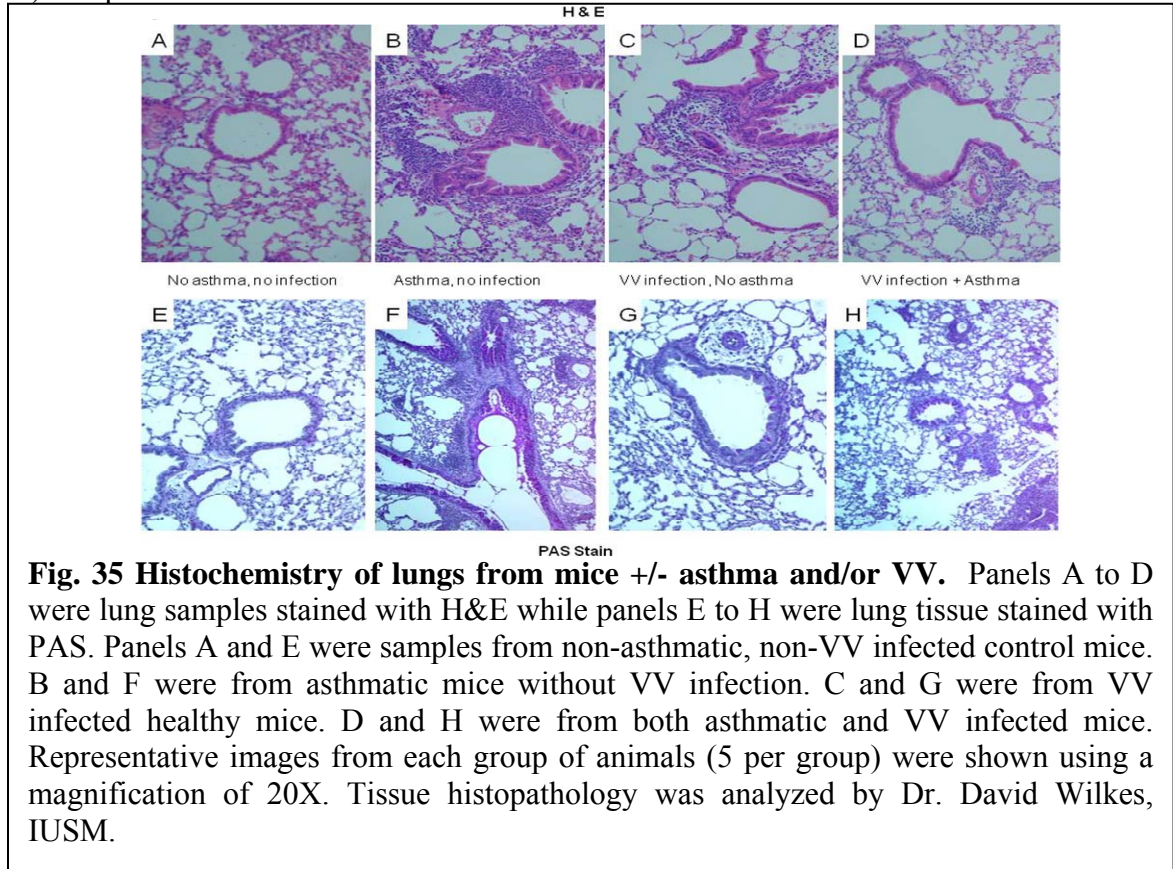 H & E
A B C D
No asthma, no infection Asthma, no infection VV infection, No asthma VV infection + Asthma
E F G H
PAS Stain
Fig. 35 Histochemistry of lungs from mice +/- asthma and/or VV. Panels A to D
were lung samples stained with H&E while panels E to H were lung tissue stained with
PAS. Panels A and E were samples from non-asthmatic, non-VV infected control mice.
B and F were from asthmatic mice without VV infection. C and G were from VV
infected healthy mice. D and H were from both asthmatic and VV infected mice.
Representative images from each group of animals (5 per group) were shown using a
magnification of 20X. Tissue histopathology was analyzed by Dr. David Wilkes,
IUSM.